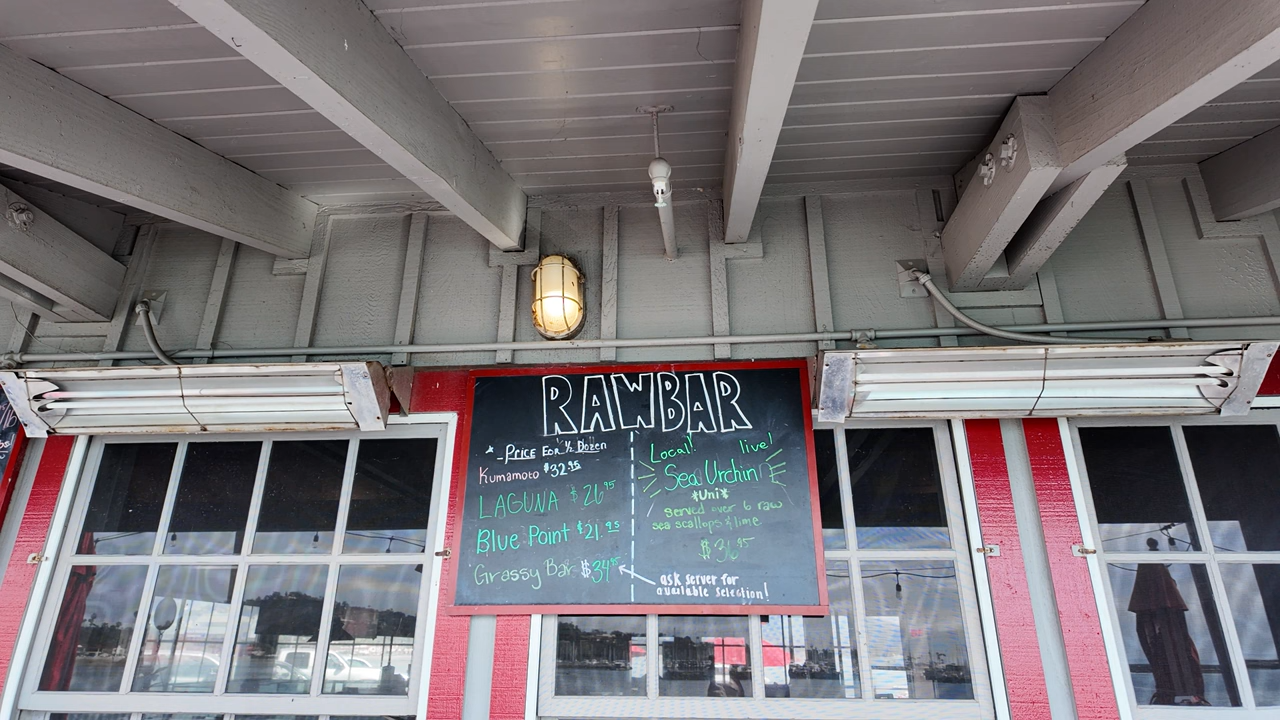 RAWBAR
* -PRICE FOR ½ DOZEN
Kumamoto $32.95
LAGUNA $26.95
Blue Point $21.95
Grassy Bar $34.95
Local! live!
Sea Urchin
*Uni*
served over 6 raw
sea scallops & lime
$36.95
ask server for
available selection!